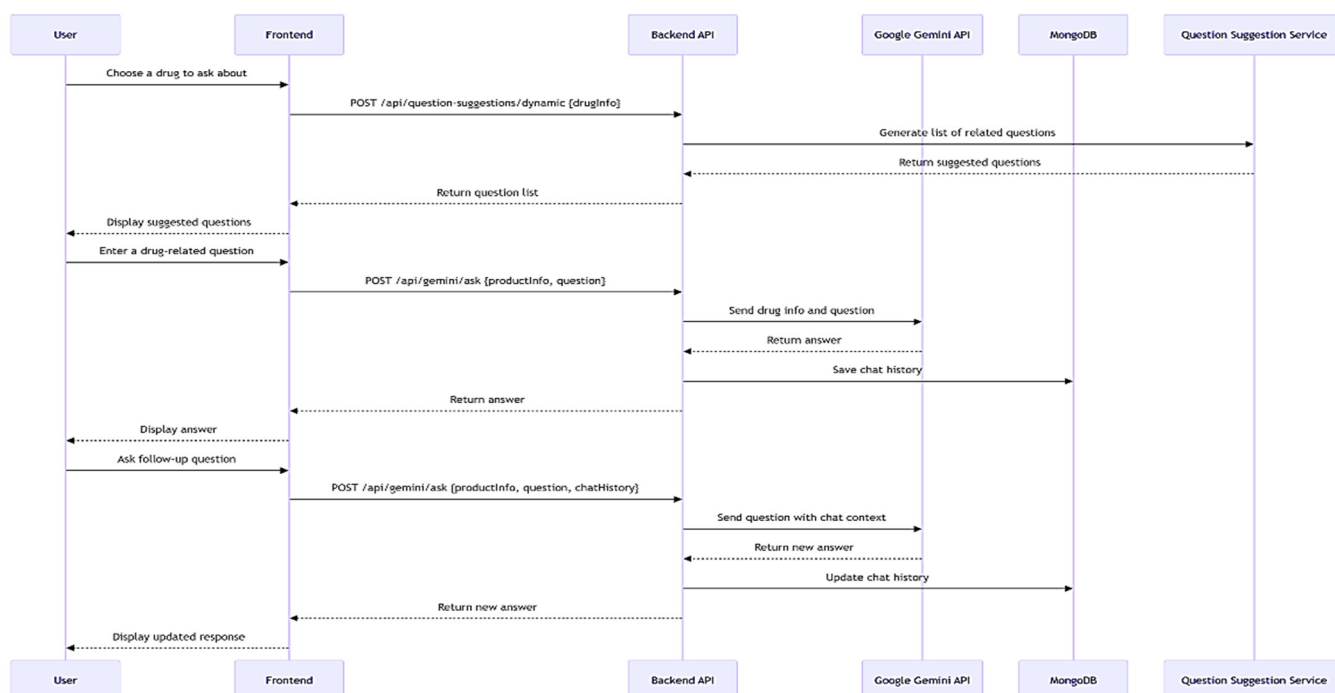 User
Frontend
Backend API
Google Gemini API
MongoDB
Question Suggestion Service
Choose a drug to ask about
POST /api/question-suggestions/dynamic {drugInfo}
Generate list of related questions
Return suggested questions
Return question list
Display suggested questions
Enter a drug-related question
POST /api/gemini/ask {productInfo, question}
Send drug info and question
Return answer
Save chat history
Return answer
Display answer
Ask follow-up question
POST /api/gemini/ask {productInfo, question, chatHistory}
Send question with chat context
Return new answer
Update chat history
Return new answer
Display updated response
User
Frontend
Backend API
Google Gemini API
MongoDB
Question Suggestion Service